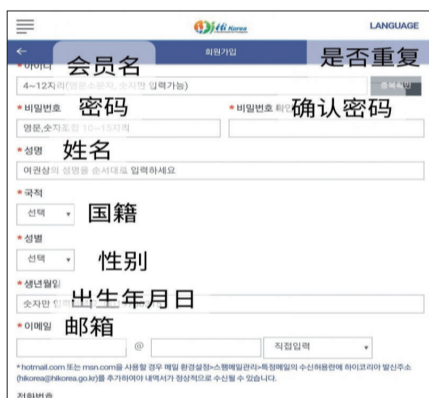 Hi Korea LANGUAGE
← 회원가입
* 아이디 会员名 是否重复
4~12자리(영문소문자, 숫자만 입력가능) 중복확인
* 비밀번호 密码 * 비밀번호 확인 确认密码
영문,숫자조합 10~15자리
* 성명 姓名
여권상의 성명을 순서대로 입력하세요
* 국적
선택 国籍
* 성별
선택 性别
* 생년월일 出生年月日
숫자만
* 이메일 邮箱
@ 직접입력
* hotmail.com 또는 msn.com을 사용할 경우 메일 환경설정>스팸메일관리>특정메일의 수신허용란에 하이코리아 발신주소
(hikorea@hikorea.go.kr)를 추가하여야 내역서가 정상적으로 수신될 수 있습니다.
전화번호